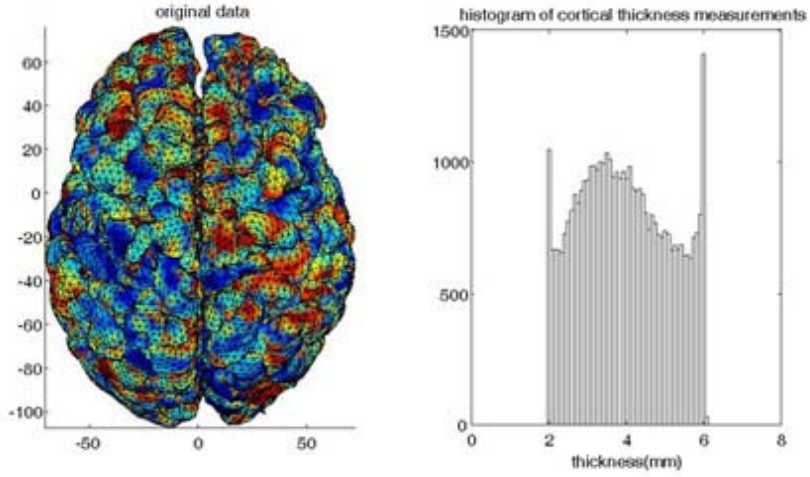 original data
60
40
20
0
-20
-40
-60
-80
-100
-50 0 50
histogram of cortical thickness measurements
1500
1000
500
0
0 2 4 6 8
thickness(mm)